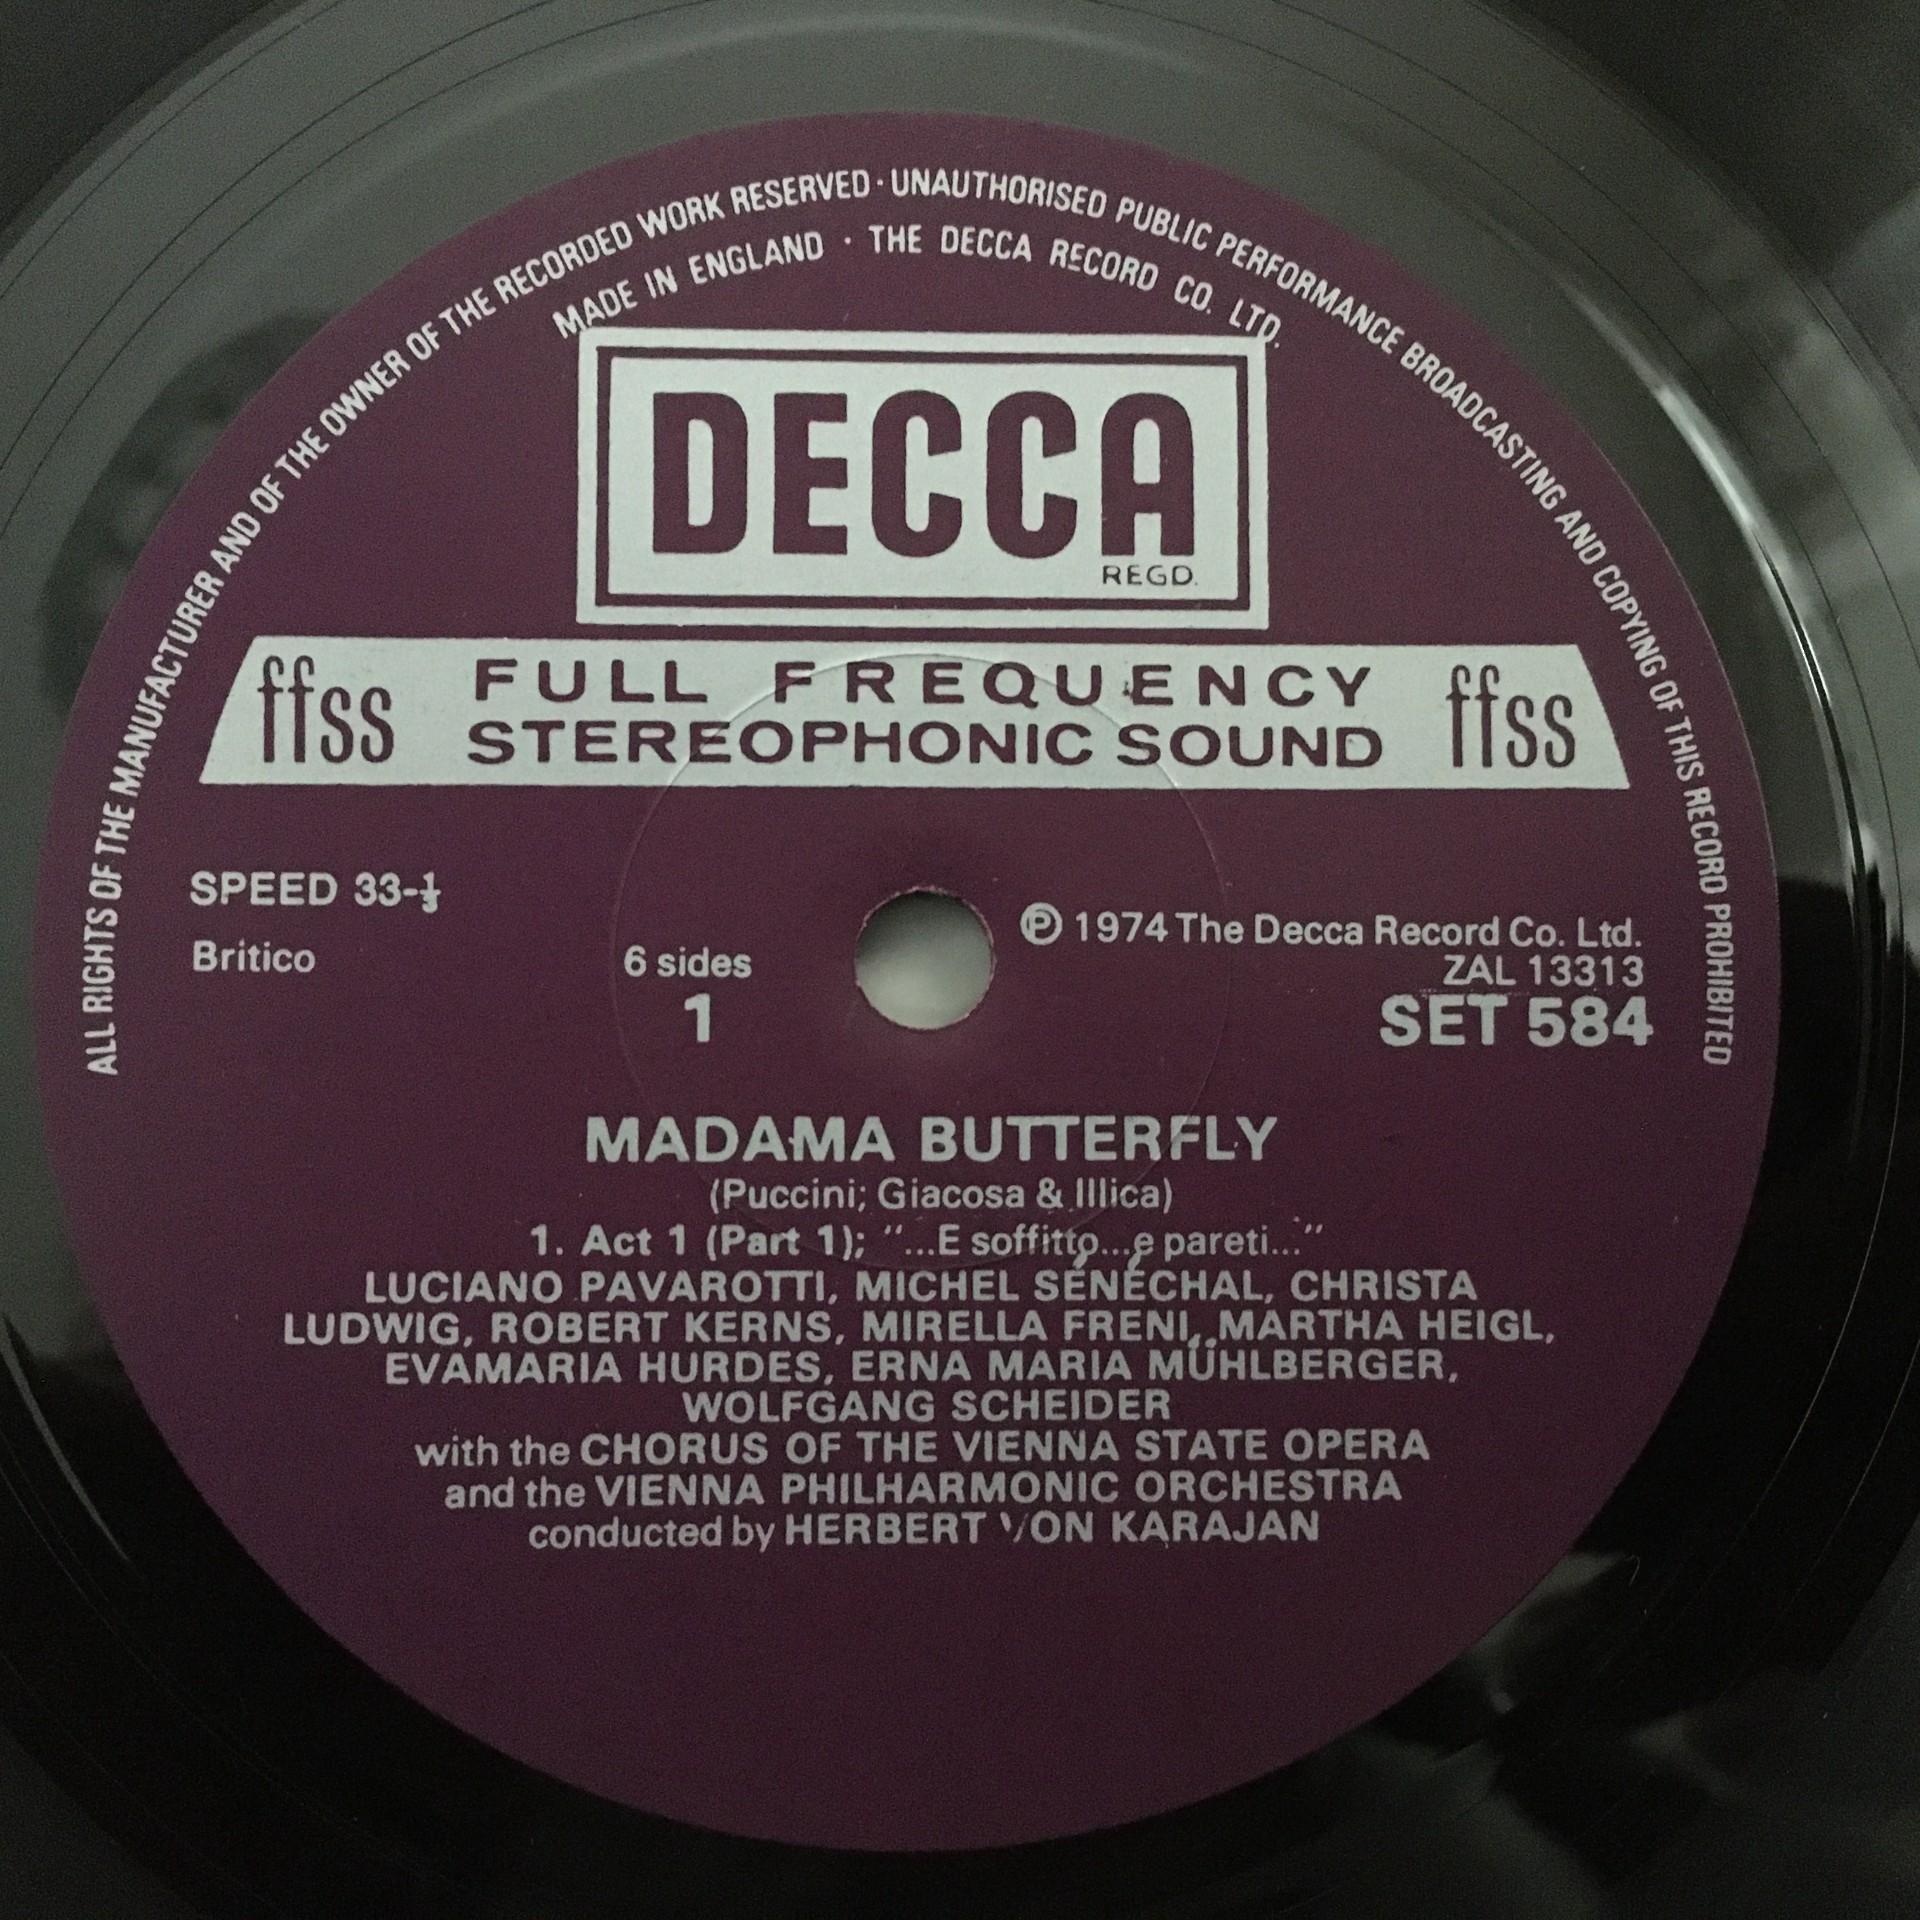 ALL RIGHTS OF THE MANUFACTURER AND OF THE OWNER OF THE RECORDED WORK RESERVED · UNAUTHORISED PUBLIC PERFORMANCE BROADCASTING AND COPYING OF THIS RECORD PROHIBITED
MADE IN ENGLAND · THE DECCA RECORD CO. LTD.
DECCA
REGD.
ffss FULL FREQUENCY ffss
STEREOPHONIC SOUND
SPEED 33-⅓
Britico
6 sides
1
Ⓟ 1974 The Decca Record Co. Ltd.
ZAL 13313
SET 584
MADAMA BUTTERFLY
(Puccini; Giacosa & Illica)
1. Act 1 (Part 1); "...E soffitto...e pareti..."
LUCIANO PAVAROTTI, MICHEL SÉNÉCHAL, CHRISTA
LUDWIG, ROBERT KERNS, MIRELLA FRENI, MARTHA HEIGL,
EVAMARIA HURDES, ERNA MARIA MÜHLBERGER,
WOLFGANG SCHEIDER
with the CHORUS OF THE VIENNA STATE OPERA
and the VIENNA PHILHARMONIC ORCHESTRA
conducted by HERBERT VON KARAJAN